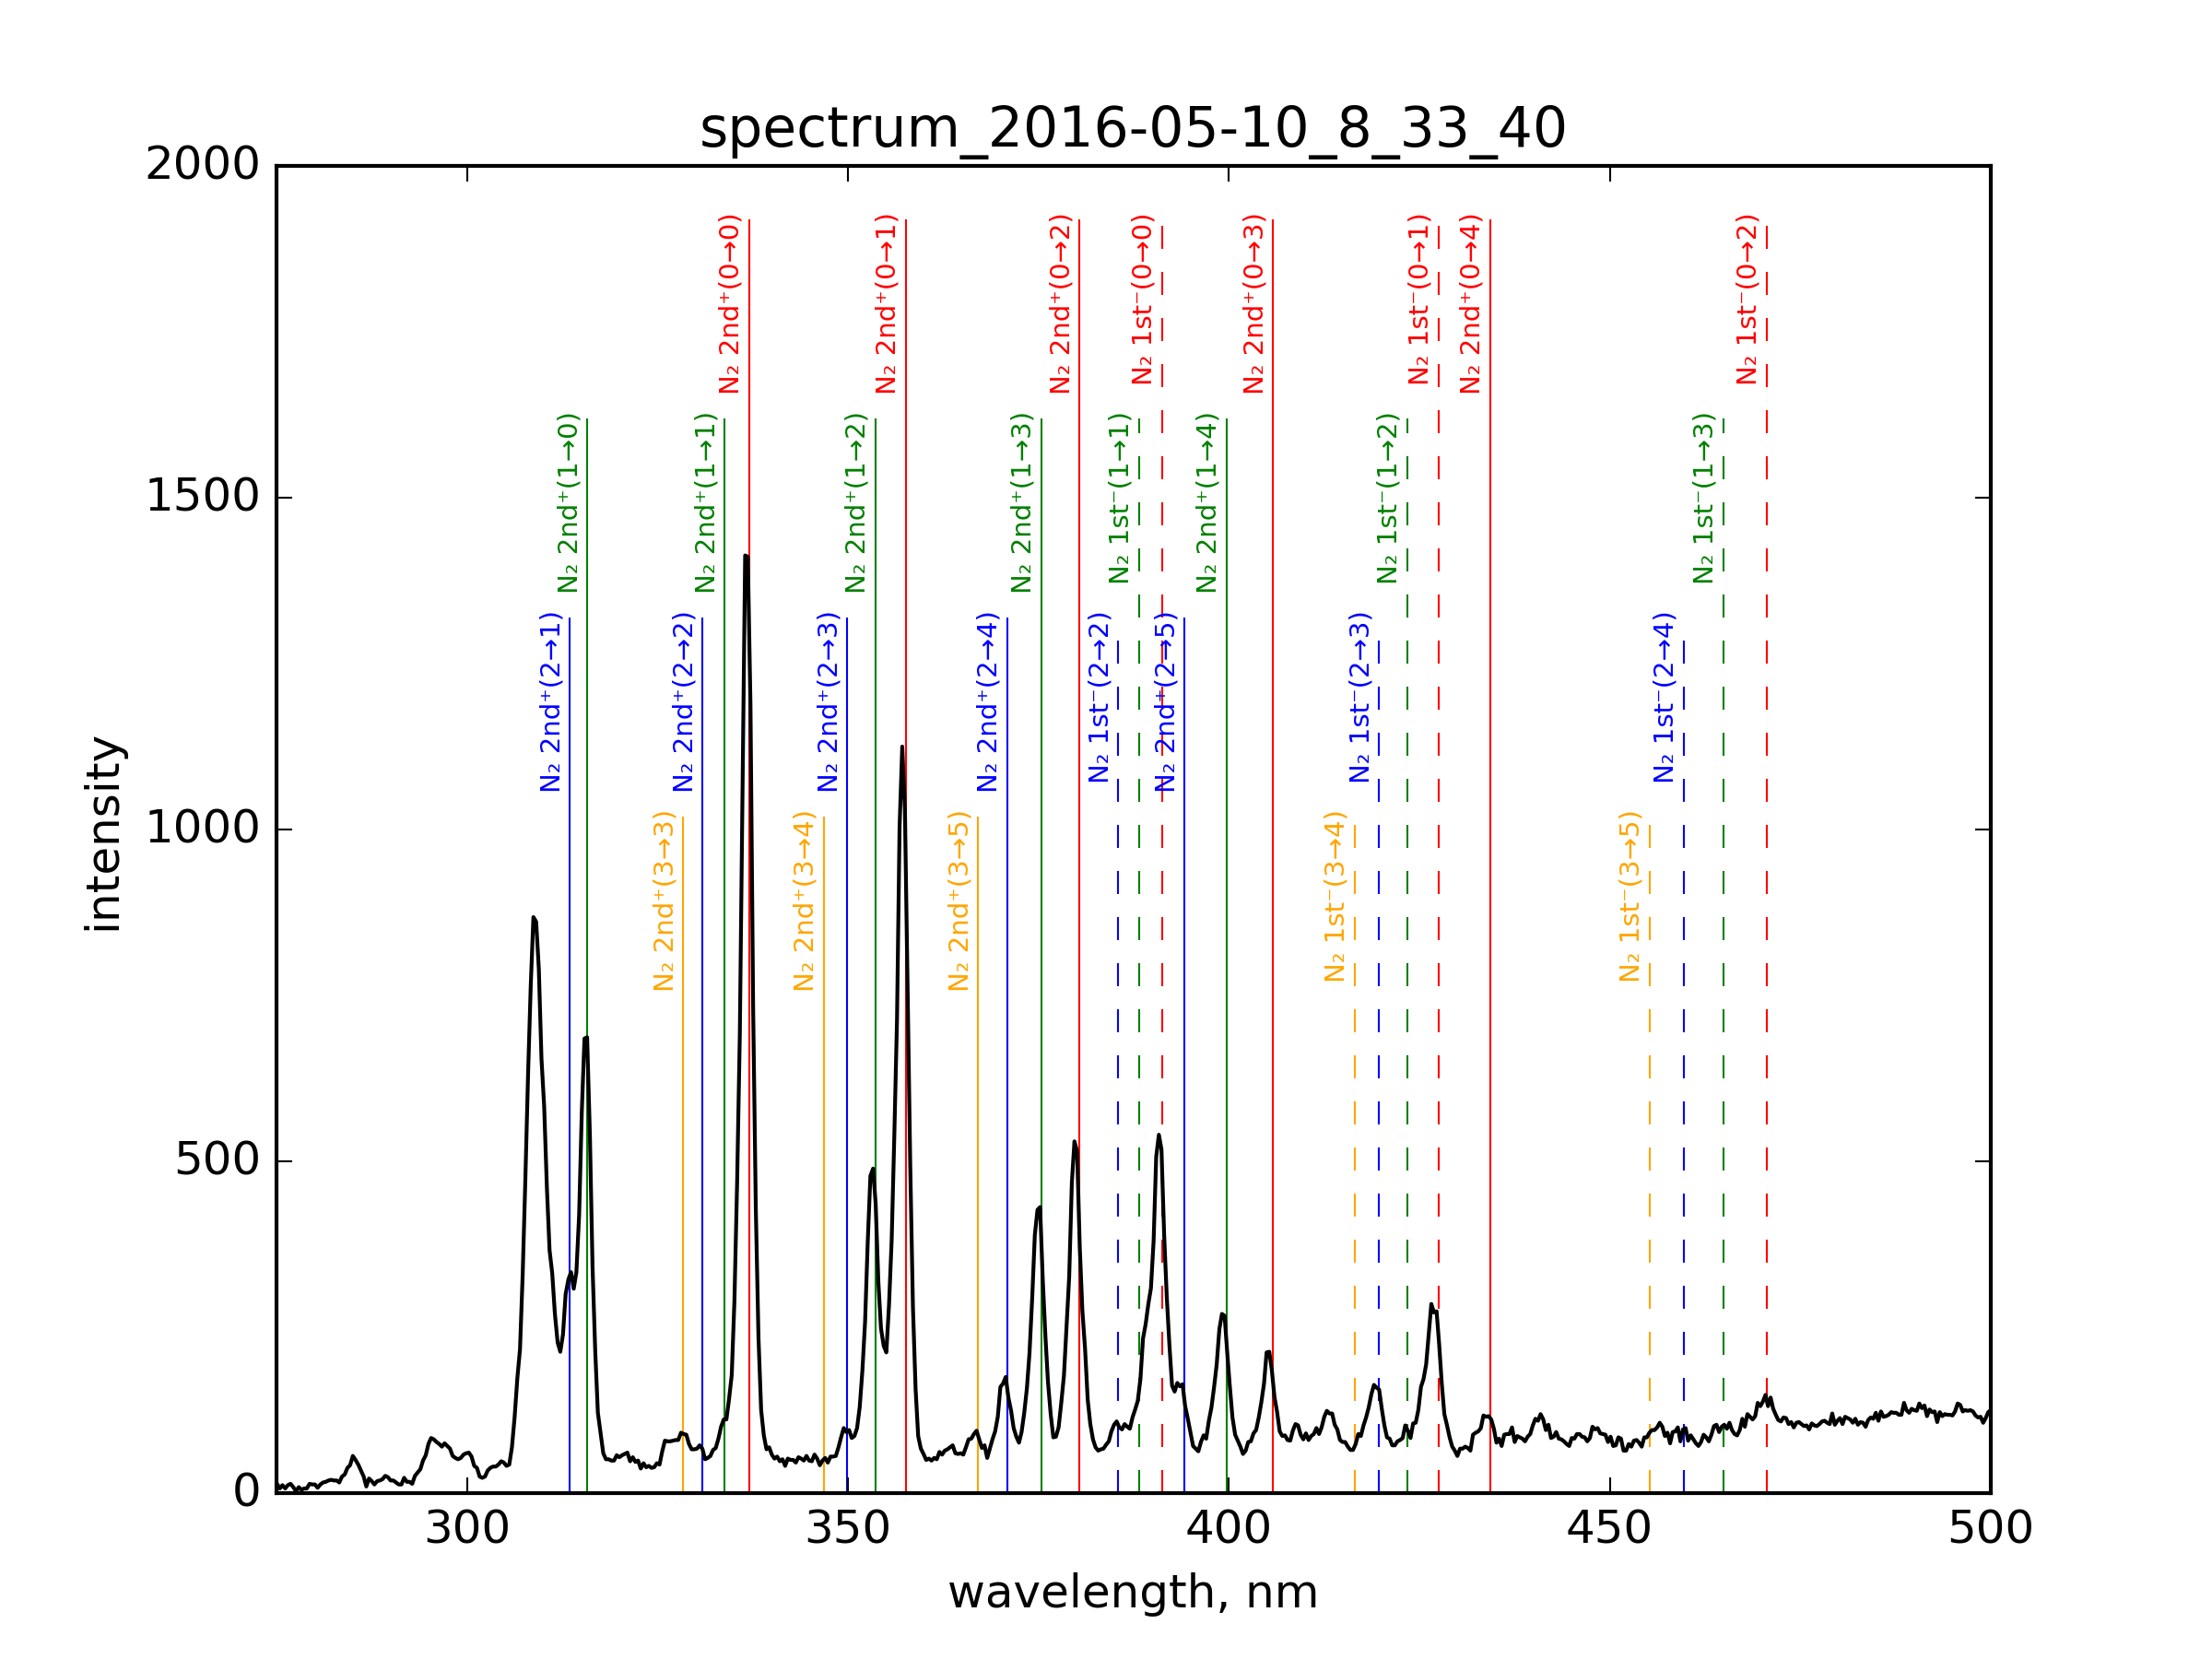 spectrum_2016-05-10_8_33_40
2000
1500
1000
500
0
intensity
N₂ 2nd⁺(0→0)
N₂ 2nd⁺(0→1)
N₂ 2nd⁺(0→2)
N₂ 1st⁻(0→0)
N₂ 2nd⁺(0→3)
N₂ 1st⁻(0→1)
N₂ 2nd⁺(0→4)
N₂ 1st⁻(0→2)
N₂ 2nd⁺(1→0)
N₂ 2nd⁺(1→1)
N₂ 2nd⁺(1→2)
N₂ 2nd⁺(1→3)
N₂ 1st⁻(1→1)
N₂ 2nd⁺(1→4)
N₂ 1st⁻(1→2)
N₂ 1st⁻(1→3)
N₂ 2nd⁺(2→1)
N₂ 2nd⁺(2→2)
N₂ 2nd⁺(2→3)
N₂ 2nd⁺(2→4)
N₂ 1st⁻(2→2)
N₂ 2nd⁺(2→5)
N₂ 1st⁻(2→3)
N₂ 1st⁻(2→4)
N₂ 2nd⁺(3→3)
N₂ 2nd⁺(3→4)
N₂ 2nd⁺(3→5)
N₂ 1st⁻(3→4)
N₂ 1st⁻(3→5)
300 350 400 450 500
wavelength, nm